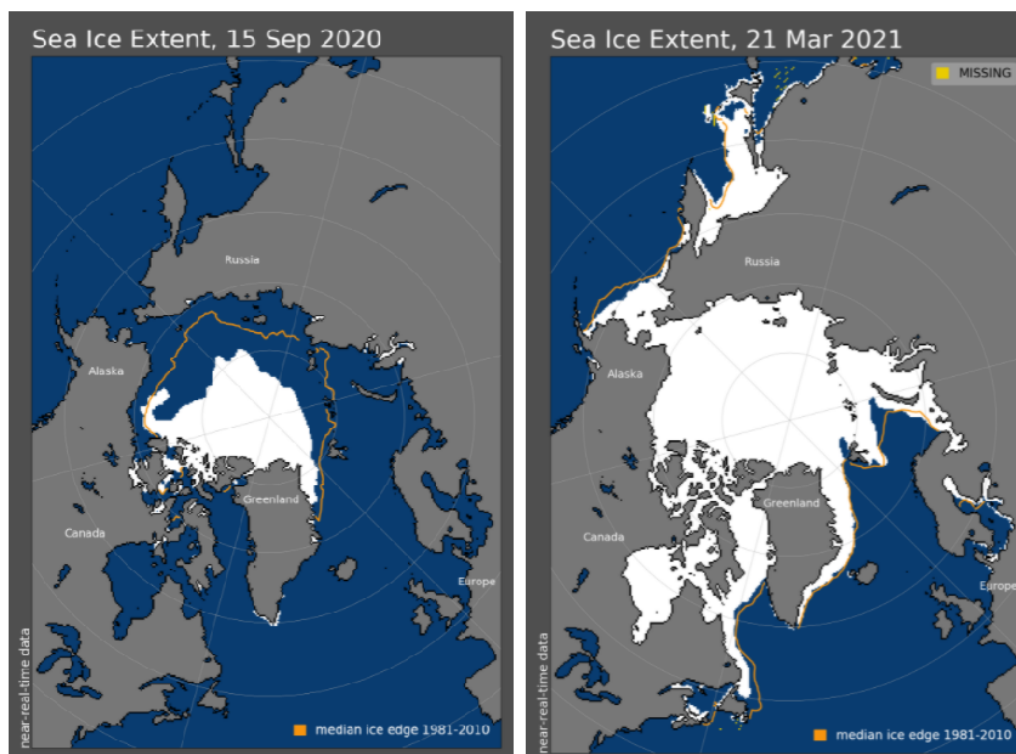 Sea Ice Extent, 15 Sep 2020
Russia
Alaska
Greenland
Canada
Europe
near-real-time data
median ice edge 1981-2010
Sea Ice Extent, 21 Mar 2021
MISSING
Russia
Alaska
Greenland
Canada
Europe
near-real-time data
median ice edge 1981-2010